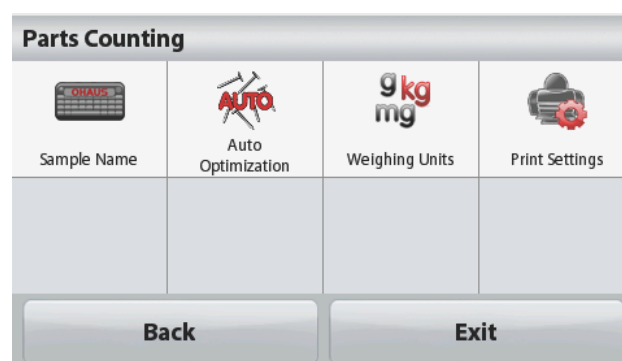 Parts Counting
OHAUS
AUTO
g kg
mg
Sample Name
Auto
Optimization
Weighing Units
Print Settings
Back
Exit